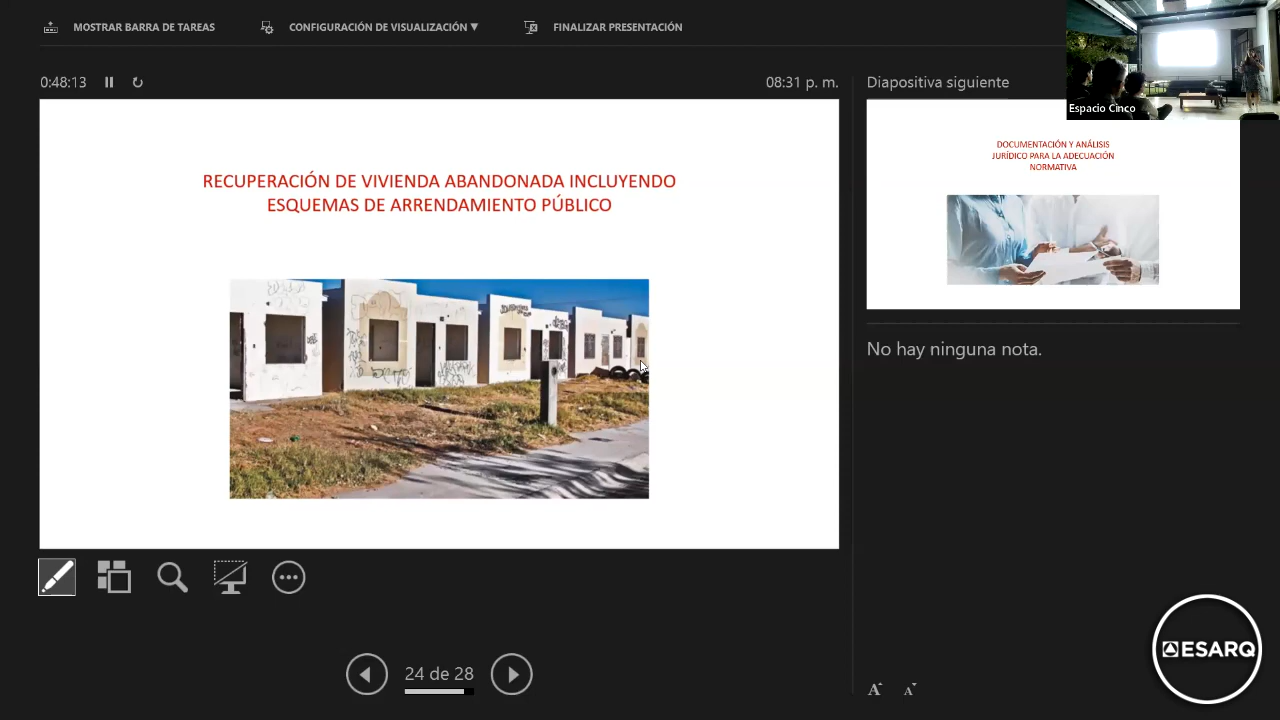 MOSTRAR BARRA DE TAREAS
CONFIGURACIÓN DE VISUALIZACIÓN ▼
FINALIZAR PRESENTACIÓN
Espacio Cinco
0:48:13
08:31 p. m.
Diapositiva siguiente
RECUPERACIÓN DE VIVIENDA ABANDONADA INCLUYENDO
ESQUEMAS DE ARRENDAMIENTO PÚBLICO
DOCUMENTACIÓN Y ANÁLISIS
JURÍDICO PARA LA ADECUACIÓN
NORMATIVA
No hay ninguna nota.
24 de 28
A A
ESARQ